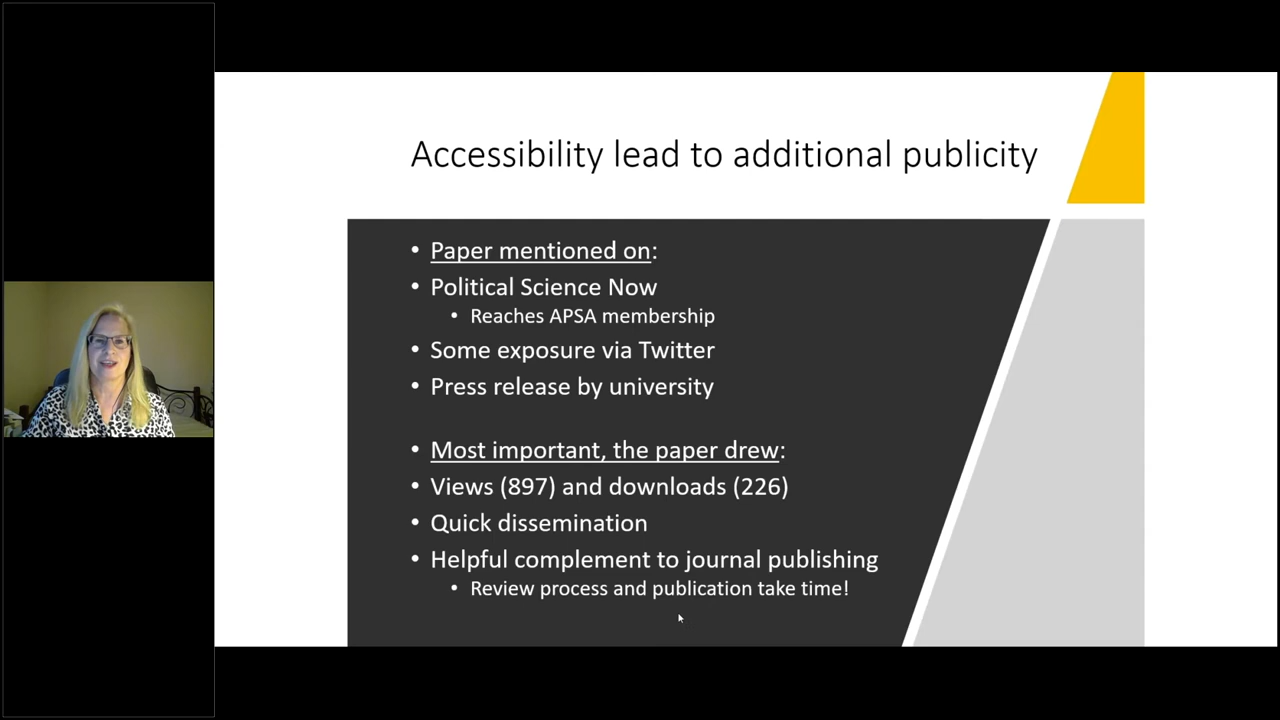 Accessibility lead to additional publicity
• Paper mentioned on:
• Political Science Now
• Reaches APSA membership
• Some exposure via Twitter
• Press release by university
• Most important, the paper drew:
• Views (897) and downloads (226)
• Quick dissemination
• Helpful complement to journal publishing
• Review process and publication take time!